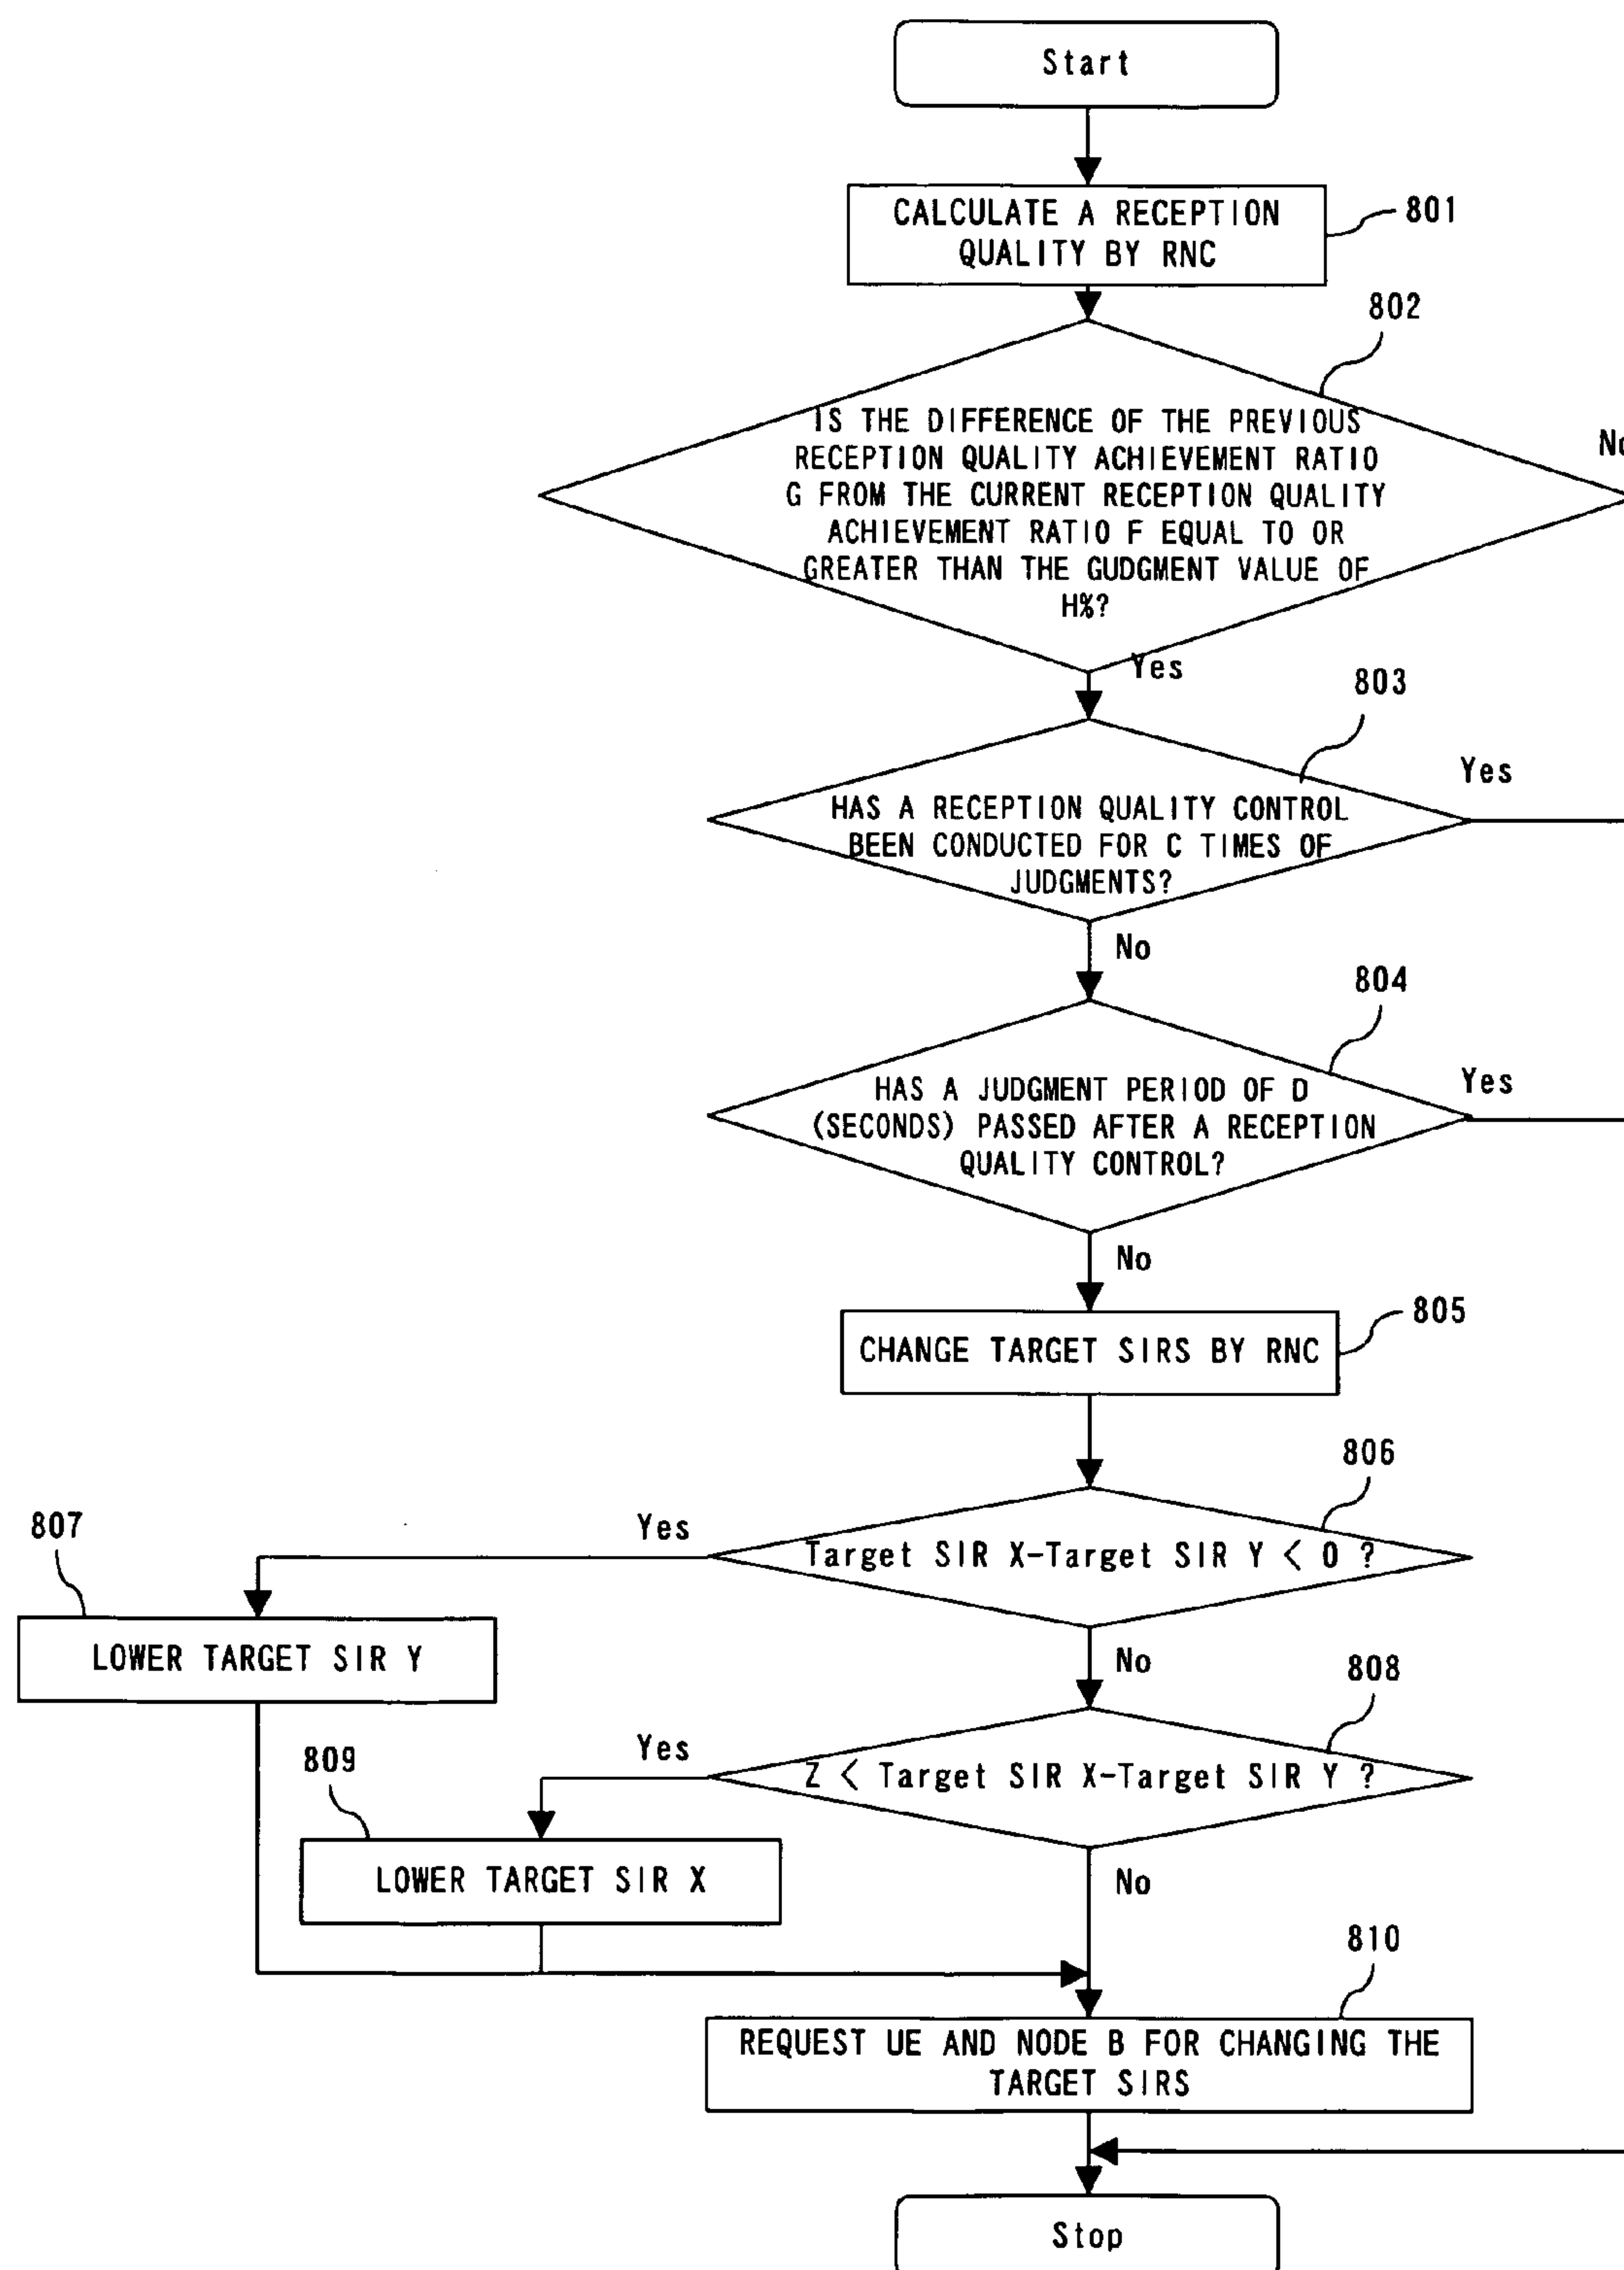 Start
CALCULATE A RECEPTION
QUALITY BY RNC
801
802
IS THE DIFFERENCE OF THE PREVIOUS
RECEPTION QUALITY ACHIEVEMENT RATIO
G FROM THE CURRENT RECEPTION QUALITY
ACHIEVEMENT RATIO F EQUAL TO OR
GREATER THAN THE GUDGMENT VALUE OF
H%?
No
Yes
803
HAS A RECEPTION QUALITY CONTROL
BEEN CONDUCTED FOR C TIMES OF
JUDGMENTS?
Yes
No
804
HAS A JUDGMENT PERIOD OF D
(SECONDS) PASSED AFTER A RECEPTION
QUALITY CONTROL?
Yes
No
CHANGE TARGET SIRS BY RNC
805
806
Target SIR X-Target SIR Y < 0 ?
Yes
807
LOWER TARGET SIR Y
No
808
Z < Target SIR X-Target SIR Y ?
Yes
809
LOWER TARGET SIR X
No
810
REQUEST UE AND NODE B FOR CHANGING THE
TARGET SIRS
Stop